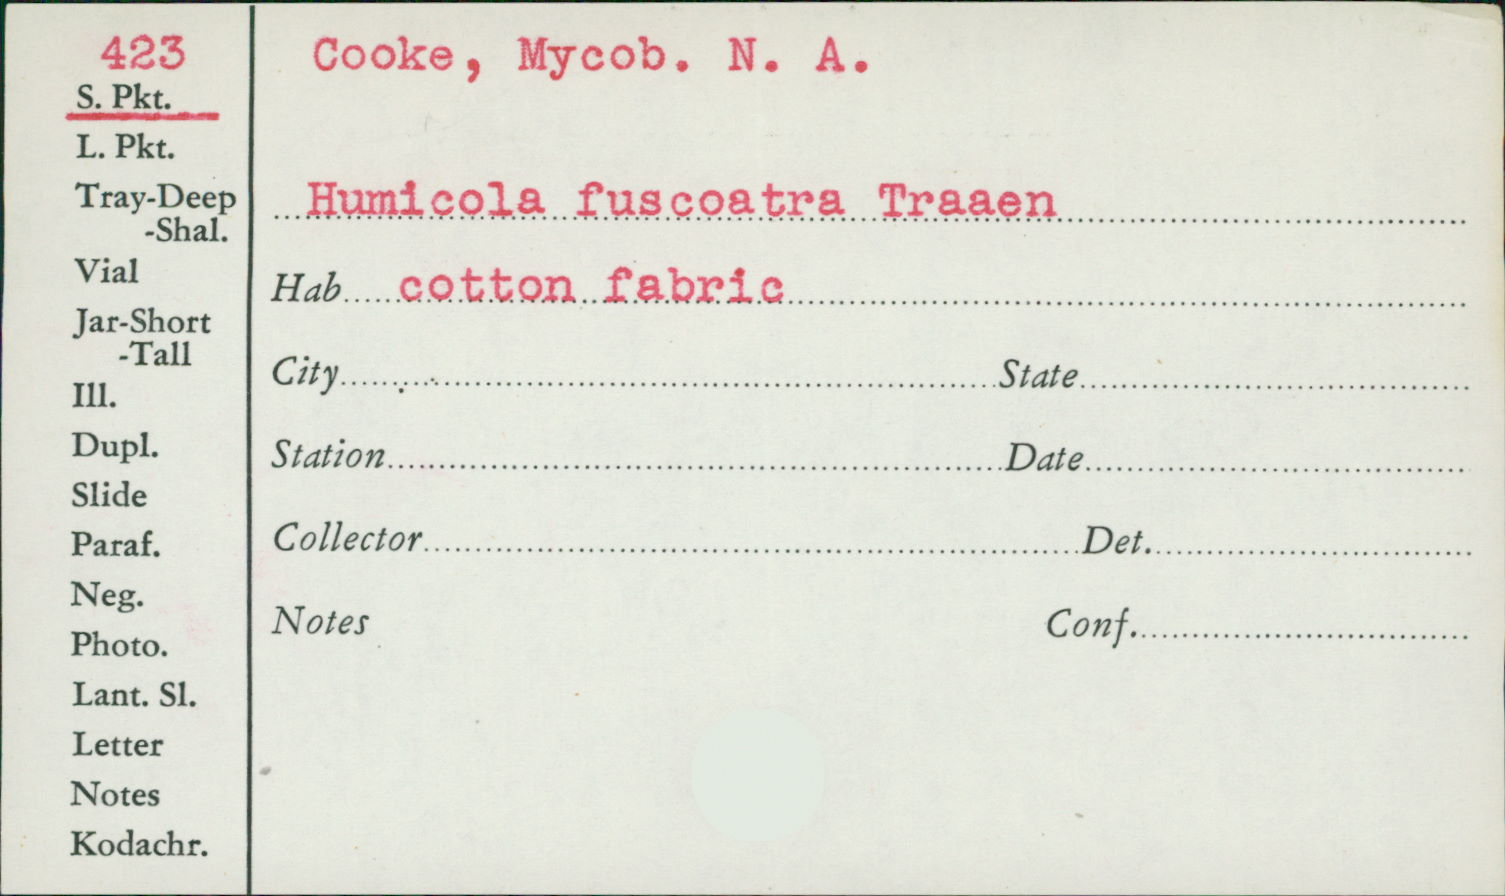 423
S. Pkt.
L. Pkt.
Tray-Deep
-Shal.
Vial
Jar-Short
-Tall
Ill.
Dupl.
Slide
Paraf.
Neg.
Photo.
Lant. Sl.
Letter
Notes
Kodachr.
Cooke, Mycob. N. A.
Humicola fuscoatra Traaen
Hab cotton fabric
City State
Station Date
Collector Det.
Notes Conf.